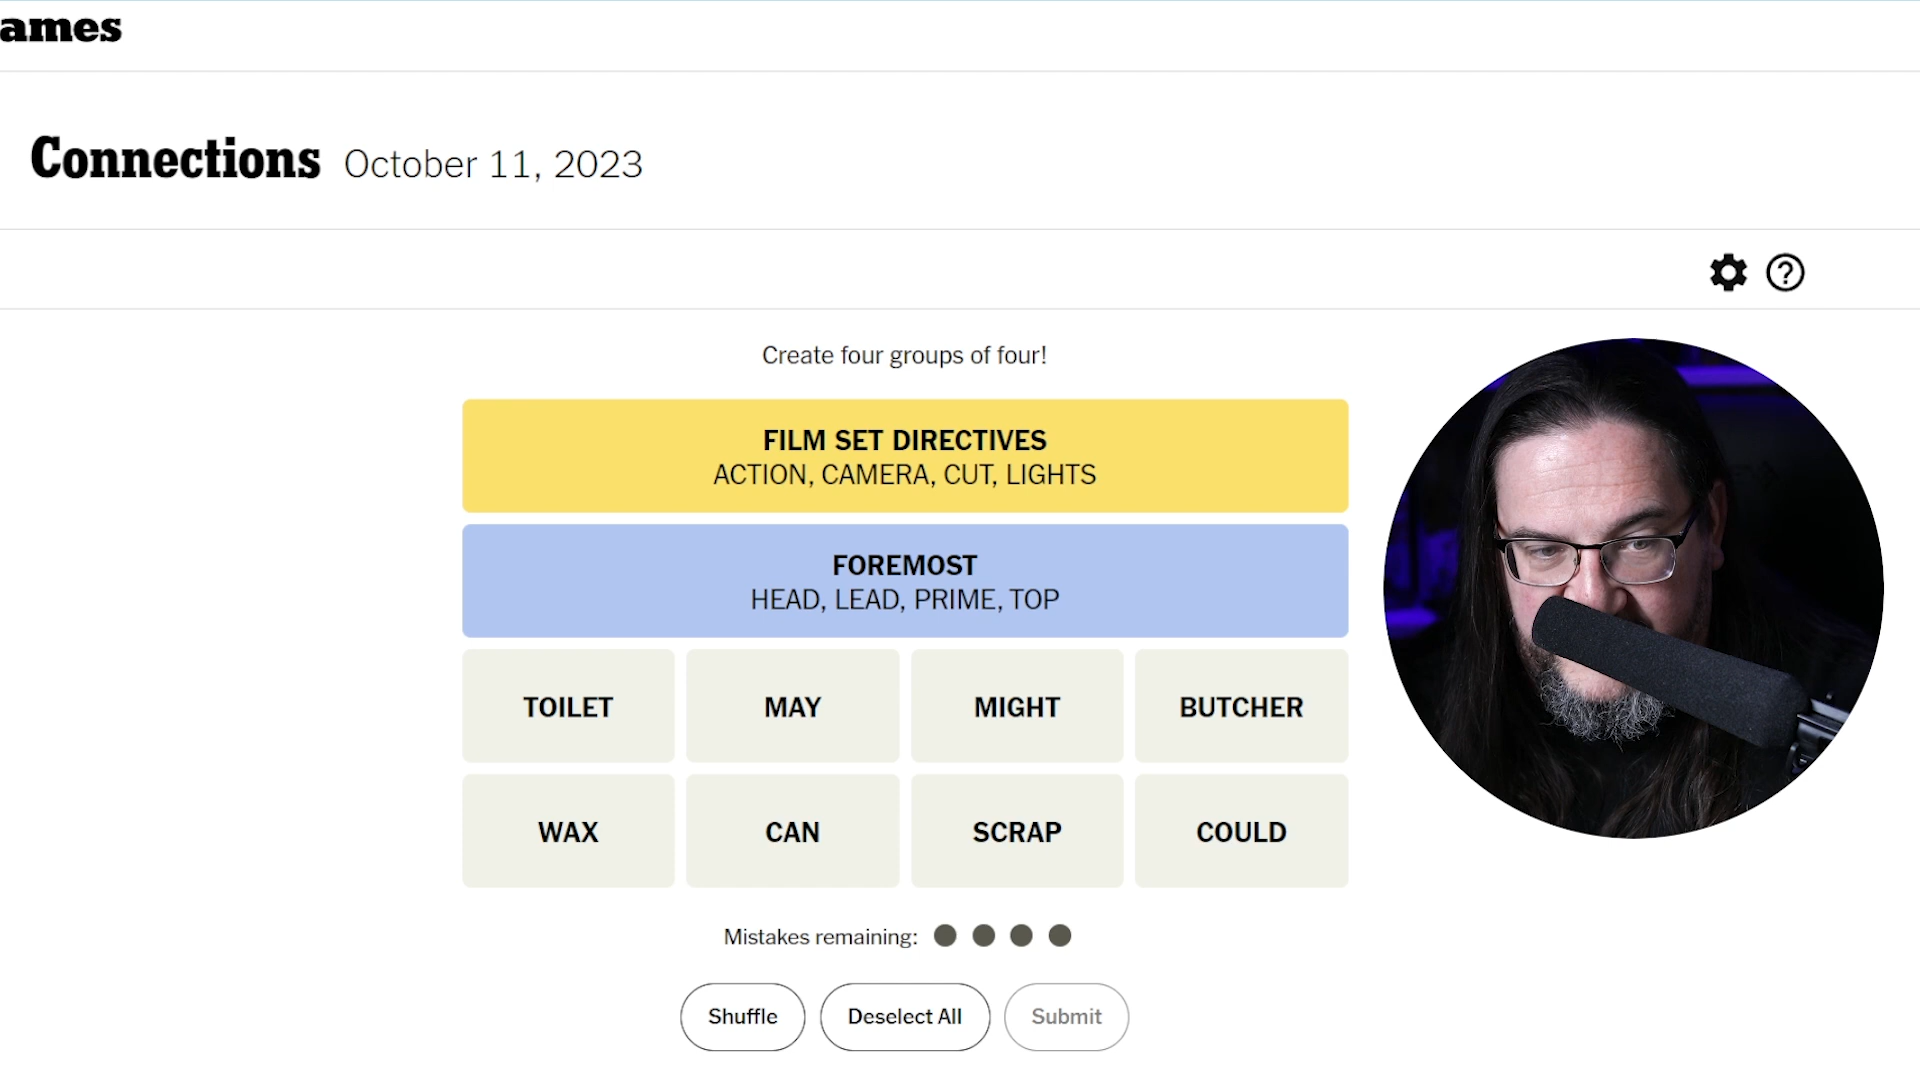 ames
Connections October 11, 2023
Create four groups of four!
FILM SET DIRECTIVES
ACTION, CAMERA, CUT, LIGHTS
FOREMOST
HEAD, LEAD, PRIME, TOP
TOILET MAY MIGHT BUTCHER
WAX CAN SCRAP COULD
Mistakes remaining:
Shuffle Deselect All Submit